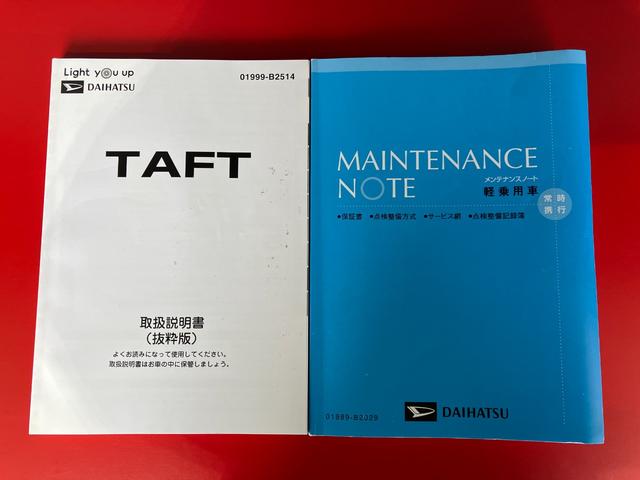 Light you up
DAIHATSU
01999-B2514
TAFT
取扱説明書
(抜粋版)
よくお読みになって使用してください。
取扱説明書はお車の中に保管しましょう。
MAINTENANCE
NOTE
メンテナンスノート
軽乗用車
常時
携行
•保証書 •点検整備方式 •サービス網 •点検整備記録簿
01989-B2029
DAIHATSU